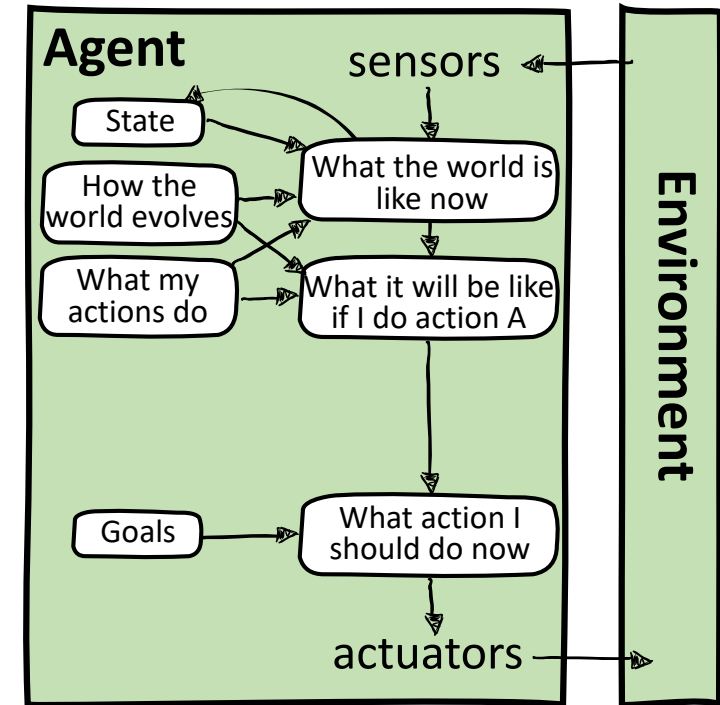 Agent
sensors
State
What the world is
like now
How the
world evolves
What my
actions do
What it will be like
if I do action A
Goals
What action I
should do now
actuators
Environment